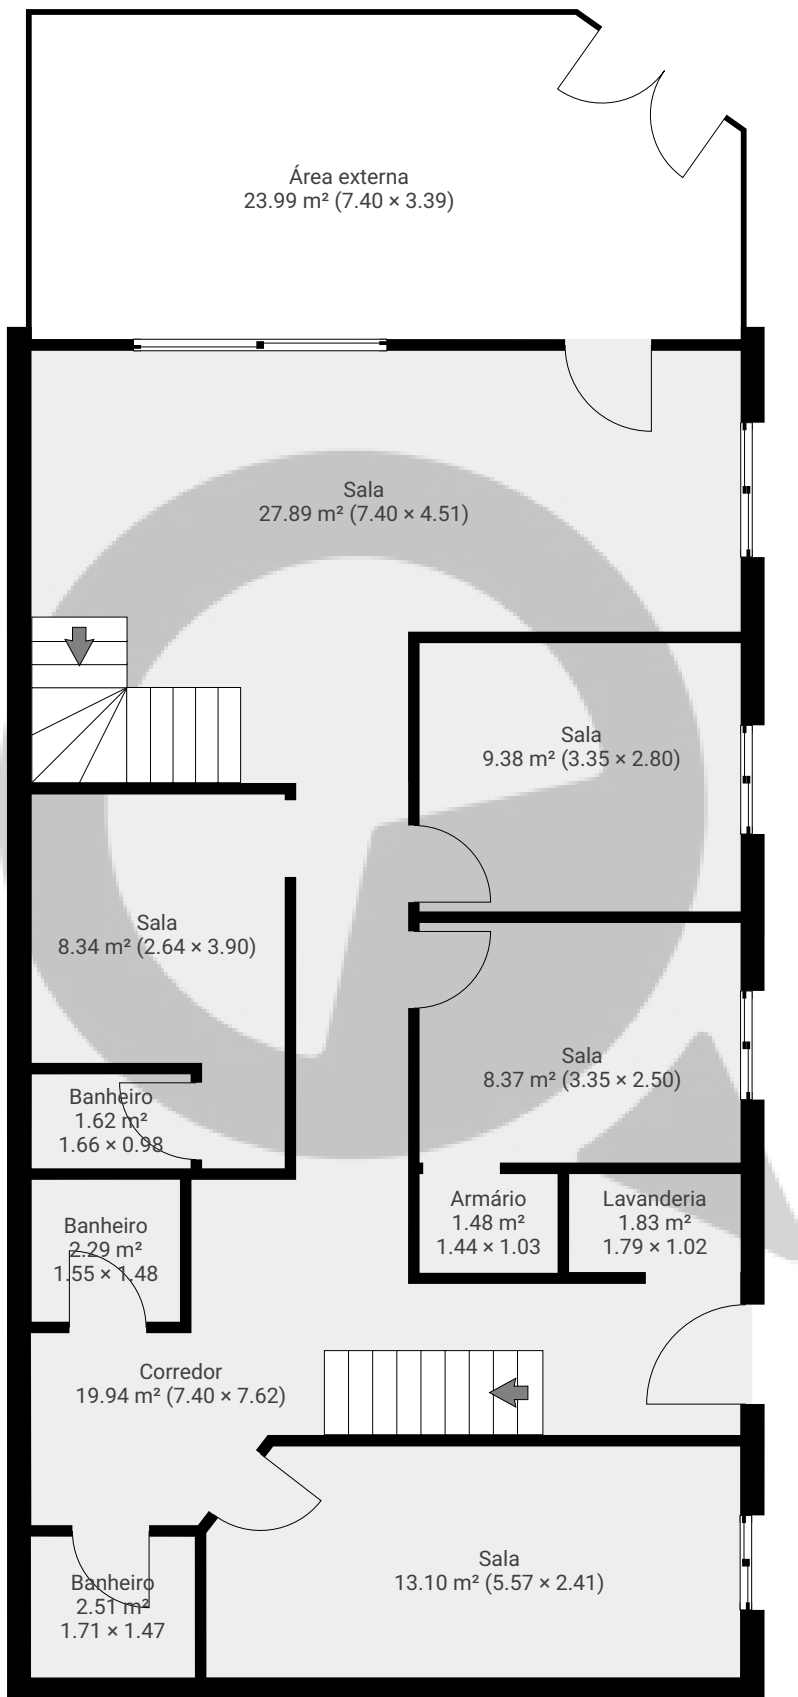 Área externa
23.99 m² (7.40 × 3.39)
Sala
27.89 m² (7.40 × 4.51)
Sala
9.38 m² (3.35 × 2.80)
Sala
8.34 m² (2.64 × 3.90)
Sala
8.37 m² (3.35 × 2.50)
Banheiro
1.62 m²
1.66 × 0.98
Armário
1.48 m²
1.44 × 1.03
Lavanderia
1.83 m²
1.79 × 1.02
Banheiro
2.29 m²
1.55 × 1.48
Corredor
19.94 m² (7.40 × 7.62)
Sala
13.10 m² (5.57 × 2.41)
Banheiro
2.51 m²
1.71 × 1.47